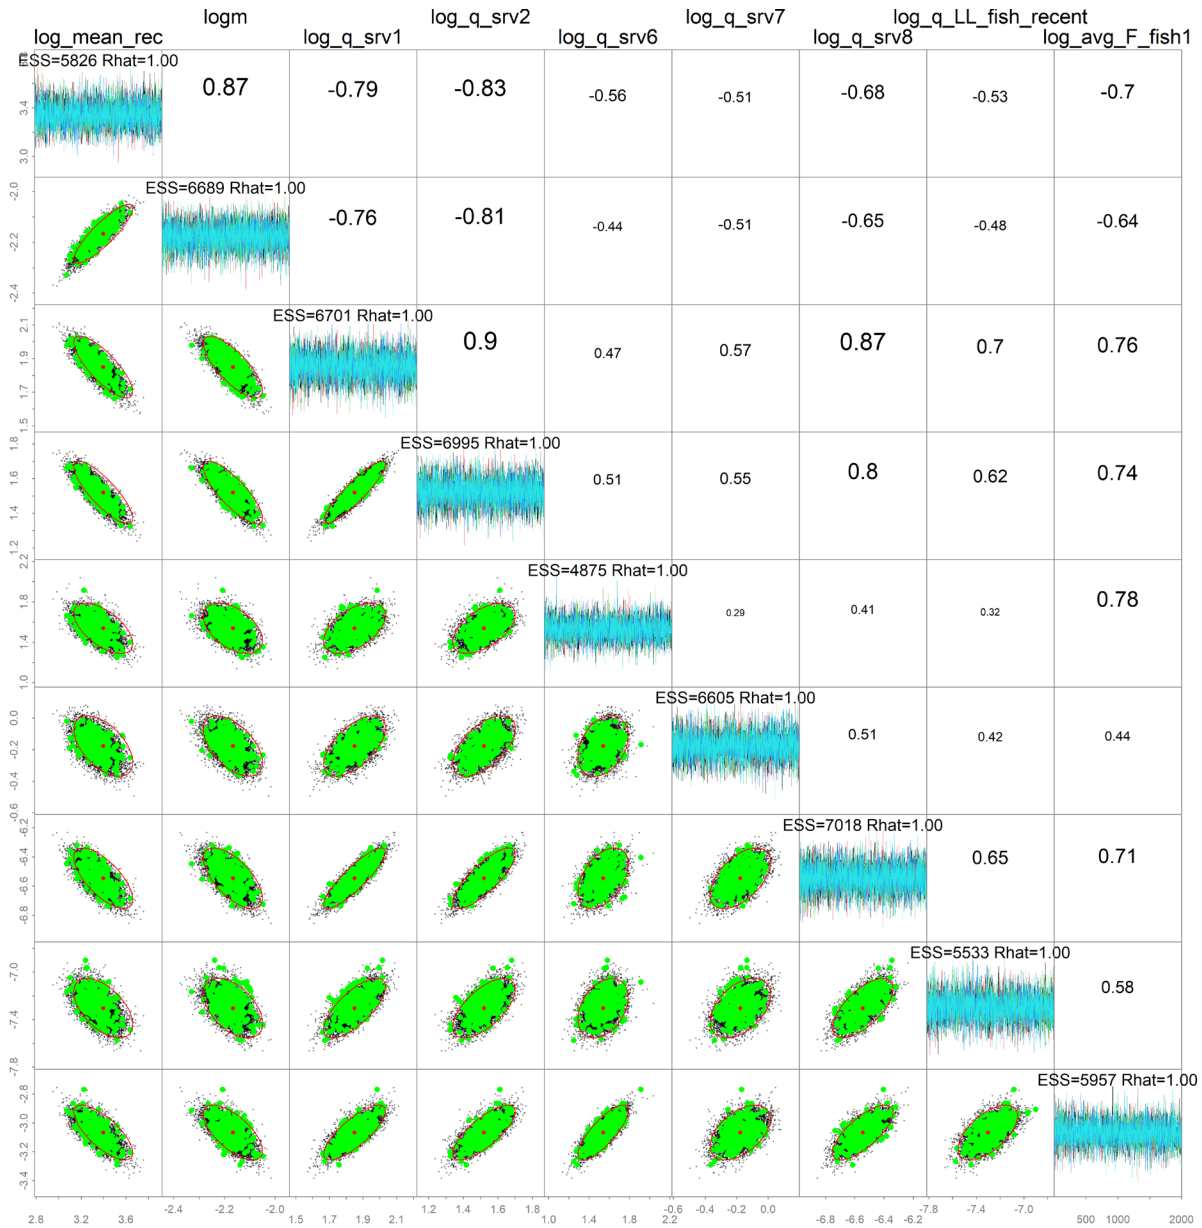 logm log_q_srv2 log_q_srv7 log_q_LL_fish_recent
log_mean_rec log_q_srv1 log_q_srv6 log_q_srv8 log_avg_F_fish1
ESS=5826 Rhat=1.00
0.87 -0.79 -0.83 -0.56 -0.51 -0.68 -0.53 -0.7
3.4
3.0
ESS=6689 Rhat=1.00
-0.76 -0.81 -0.44 -0.51 -0.65 -0.48 -0.64
-2.0
-2.2
-2.4
ESS=6701 Rhat=1.00
0.9 0.47 0.57 0.87 0.7 0.76
2.1
1.9
1.7
1.5
ESS=6995 Rhat=1.00
0.51 0.55 0.8 0.62 0.74
1.8
1.6
1.4
1.2
ESS=4875 Rhat=1.00
0.29 0.41 0.32 0.78
2.2
1.8
1.4
1.0
ESS=6605 Rhat=1.00
0.51 0.42 0.44
0.0
-0.2
-0.4
-0.6
ESS=7018 Rhat=1.00
0.65 0.71
-6.2
-6.4
-6.6
-6.8
ESS=5533 Rhat=1.00
0.58
-7.0
-7.4
-7.8
ESS=5957 Rhat=1.00
-2.8
-3.0
-3.2
-3.4
2.8 3.2 3.6 -2.4 -2.2 -2.0 1.5 1.7 1.9 2.1 1.2 1.4 1.6 1.8 1.0 1.4 1.8 2.2 -0.6 -0.4 -0.2 0.0 -6.8 -6.6 -6.4 -6.2 -7.8 -7.4 -7.0 500 1000 2000